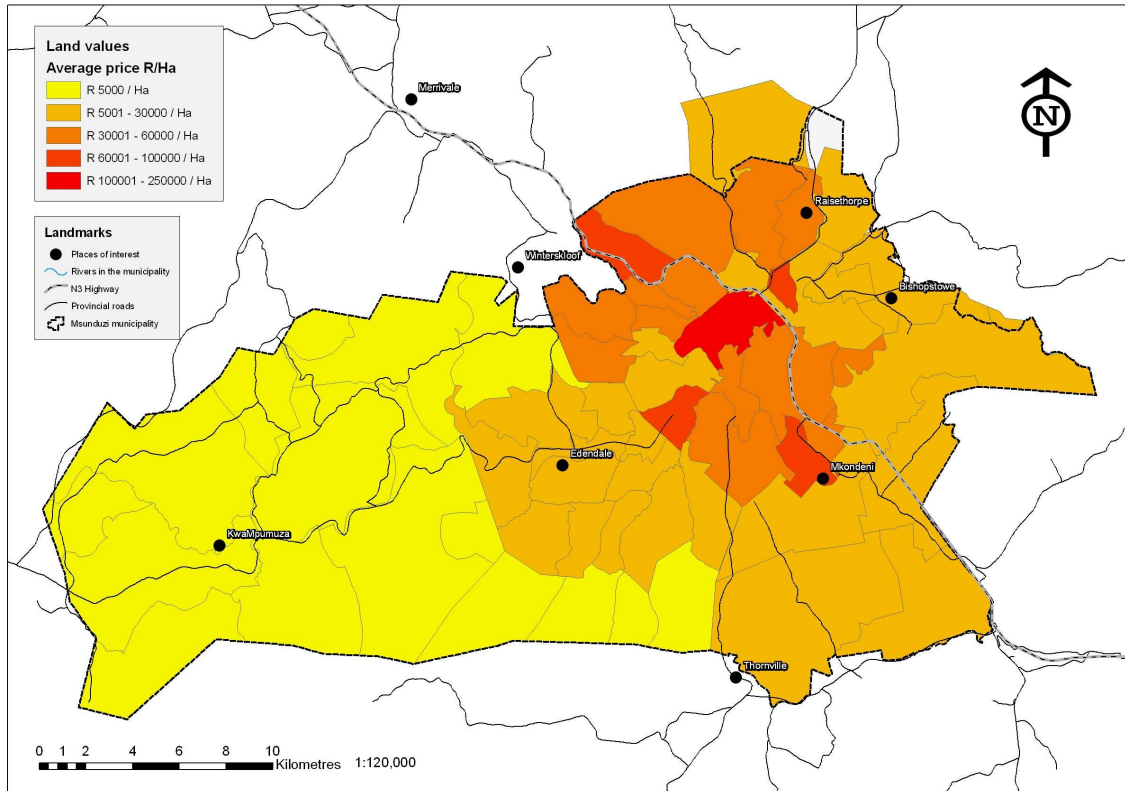 Land values
Average price R/Ha
R 5000 / Ha
R 5001 - 30000 / Ha
R 30001 - 60000 / Ha
R 60001 - 100000 / Ha
R 100001 - 250000 / Ha
Landmarks
Places of interest
Rivers in the municipality
N3 Highway
Provincial roads
Msunduzi municipality
Merrivale
N
Raisethorpe
Winterskloof
Bishopstowe
Edendale
Mkondeni
KwaMpumuza
Thornville
0 1 2 4 6 8 10
Kilometres 1:120,000